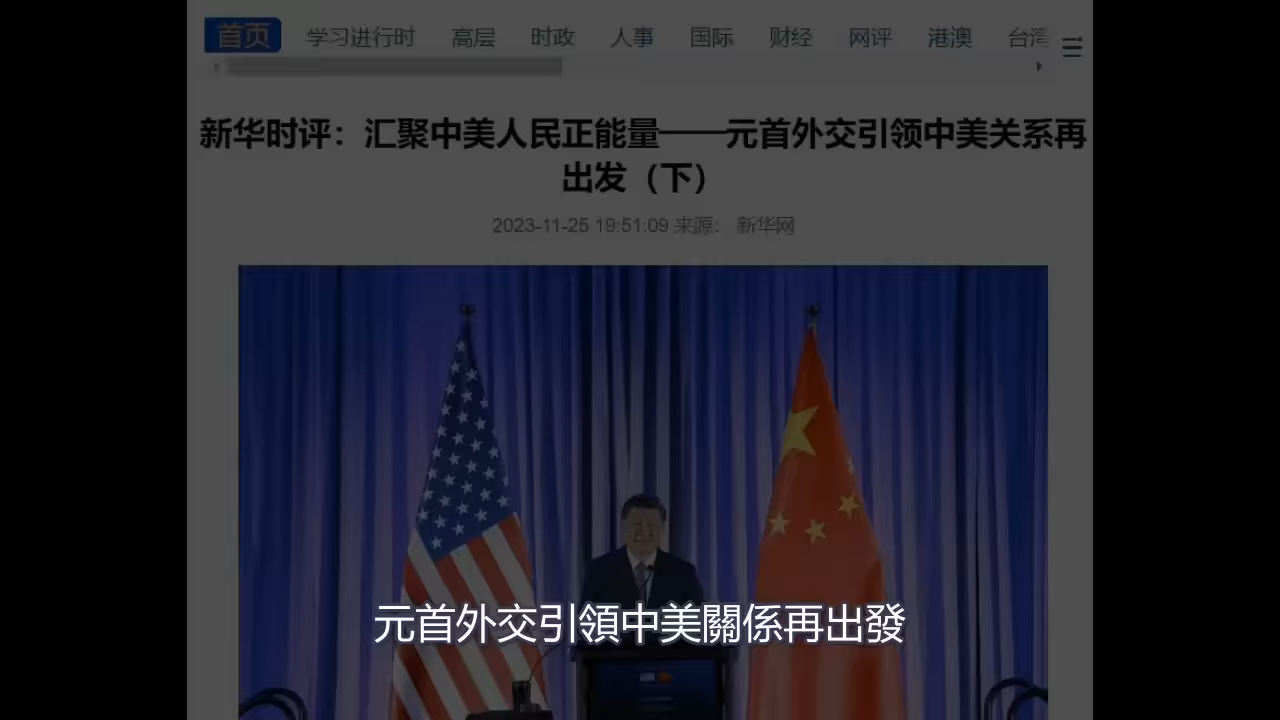 首页 学习进行时 高层 时政 人事 国际 财经 网评 港澳 台湾
新华时评：汇聚中美人民正能量——元首外交引领中美关系再
出发（下）
2023-11-25 19:51:09 来源： 新华网
元首外交引領中美關係再出發